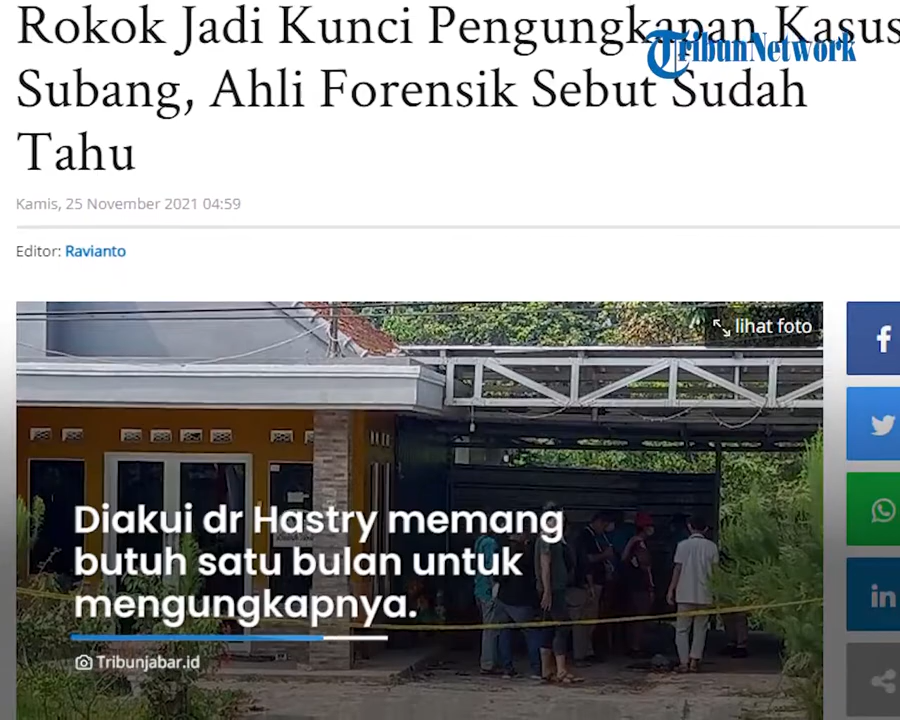 Rokok Jadi Kunci Pengungkapan Kasus
TribunNetwork
Subang, Ahli Forensik Sebut Sudah
Tahu
Kamis, 25 November 2021 04:59
Editor: Ravianto
lihat foto
Diakui dr Hastry memang
butuh satu bulan untuk
mengungkapnya.
Tribunjabar.id